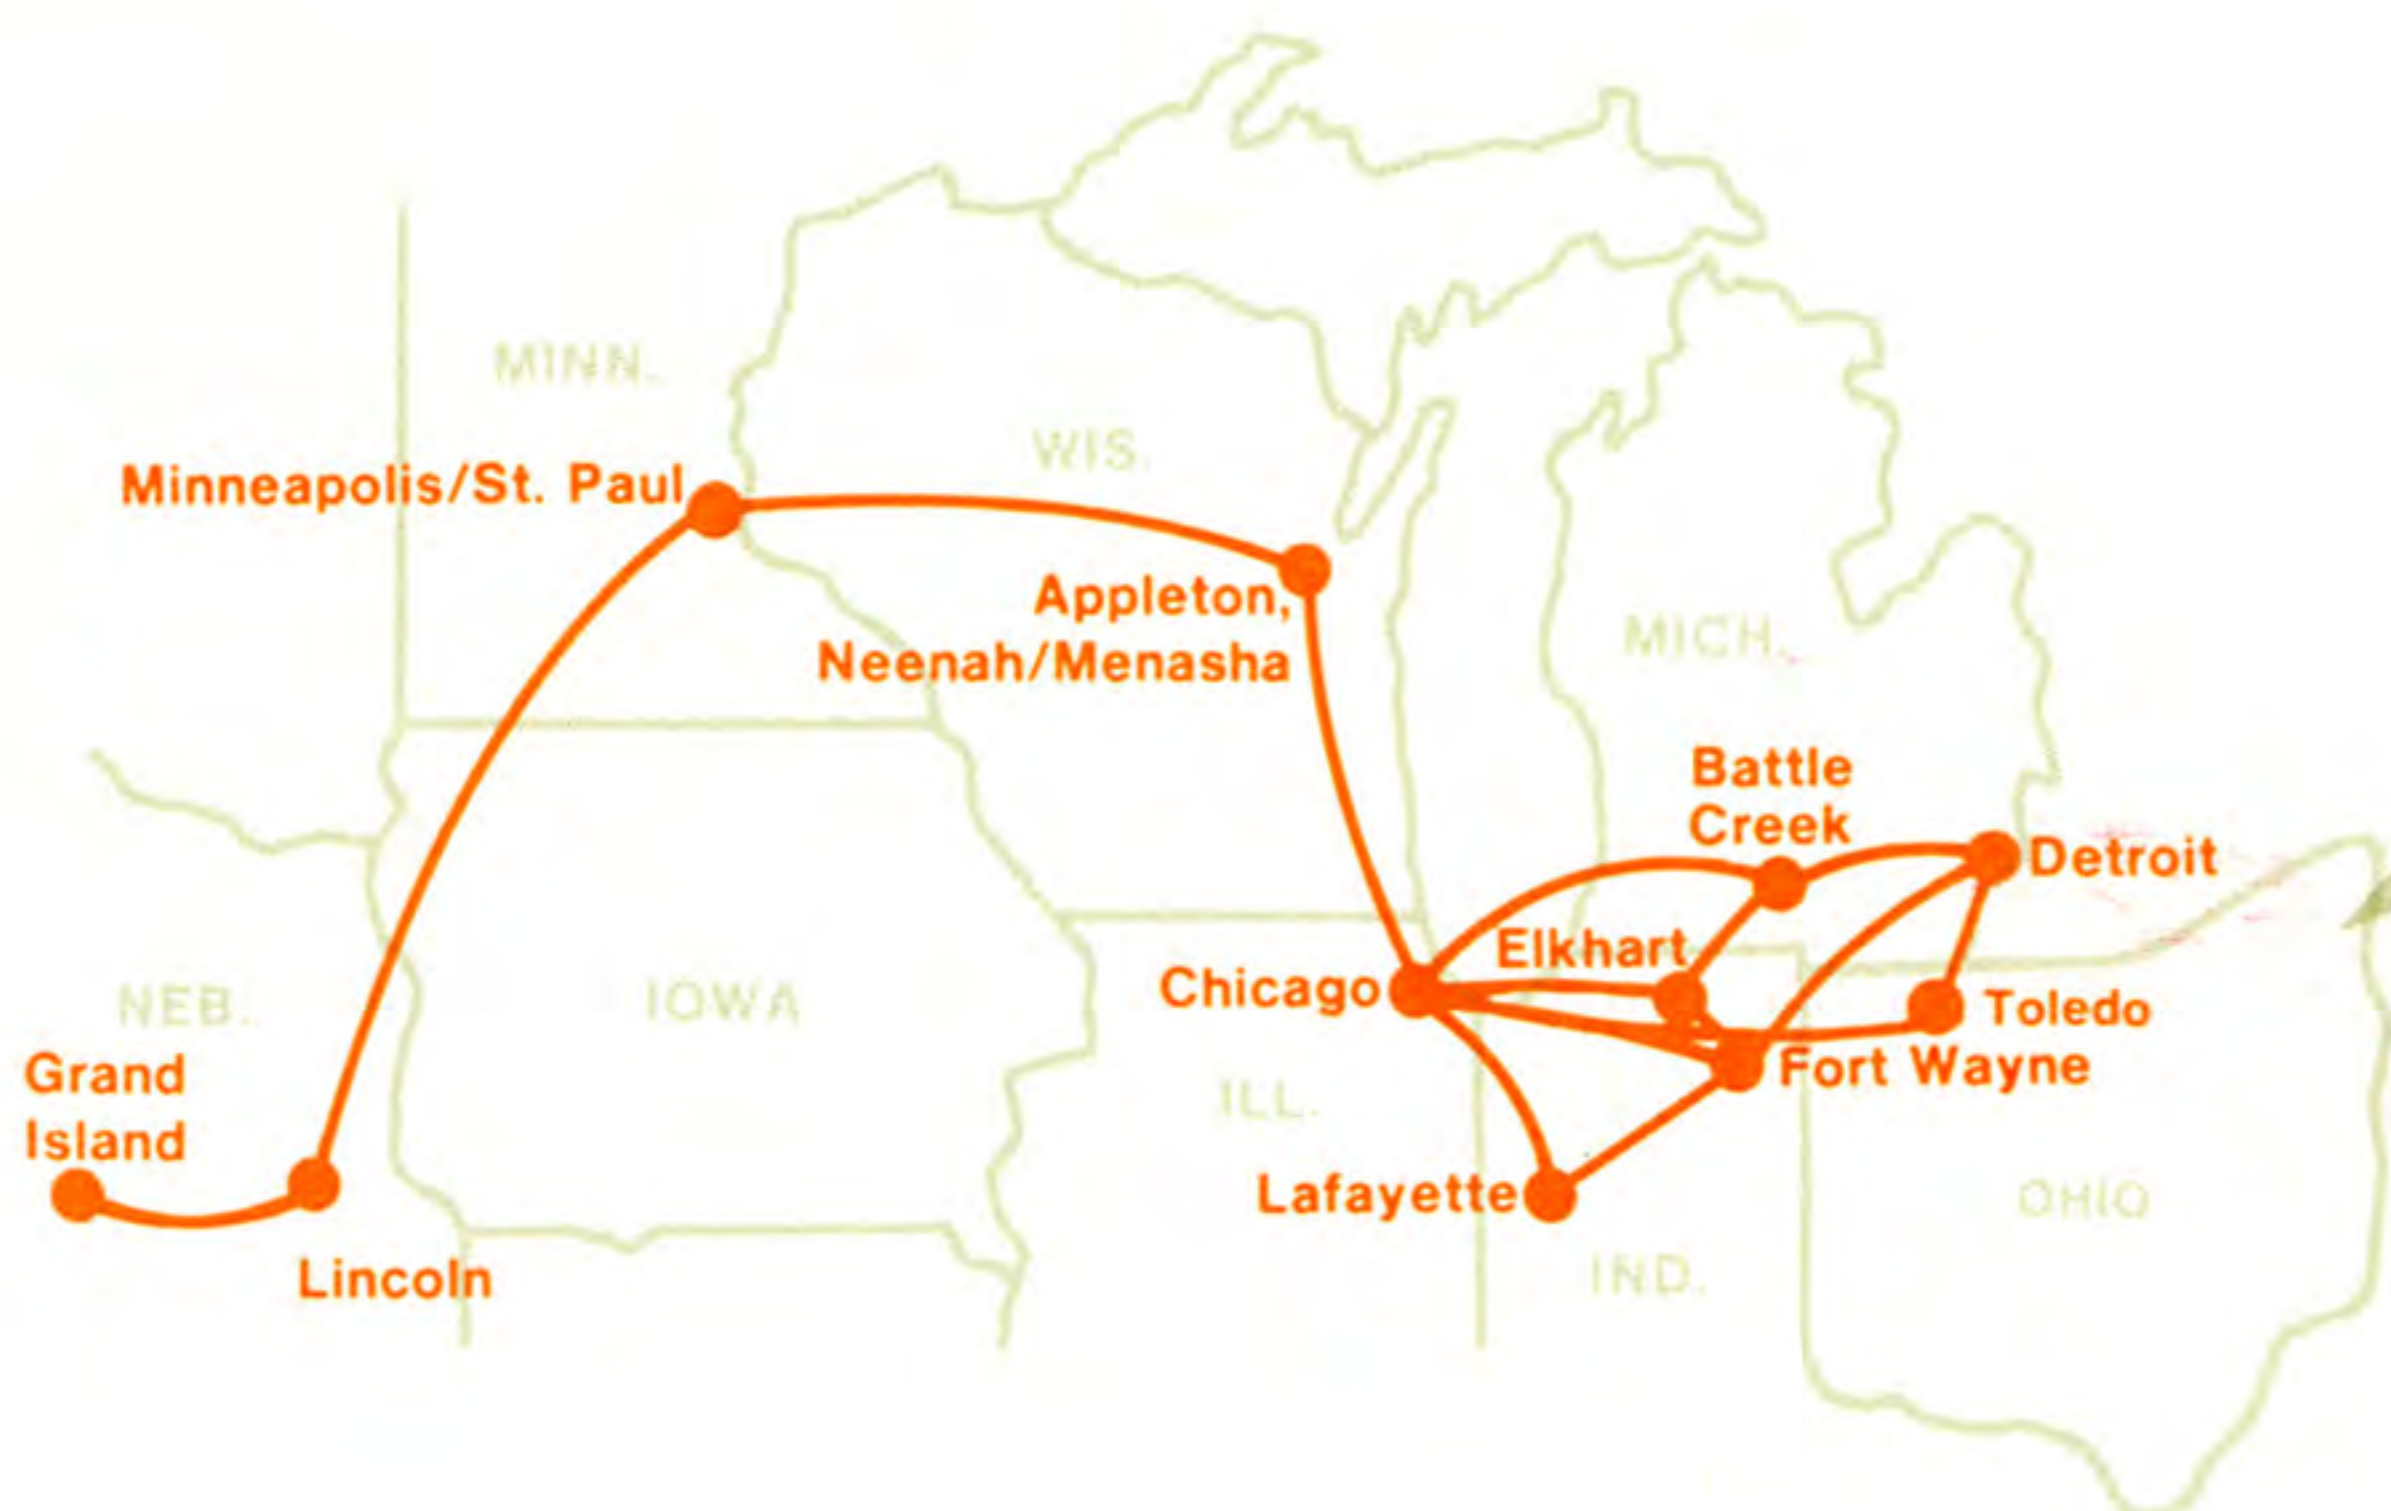 MINN.
WIS.
Minneapolis/St. Paul
Appleton,
Neenah/Menasha
MICH.
Battle
Creek
Detroit
Elkhart
Chicago
NEB.
IOWA
Toledo
Fort Wayne
Grand
Island
ILL.
Lafayette
OHIO
Lincoln
IND.